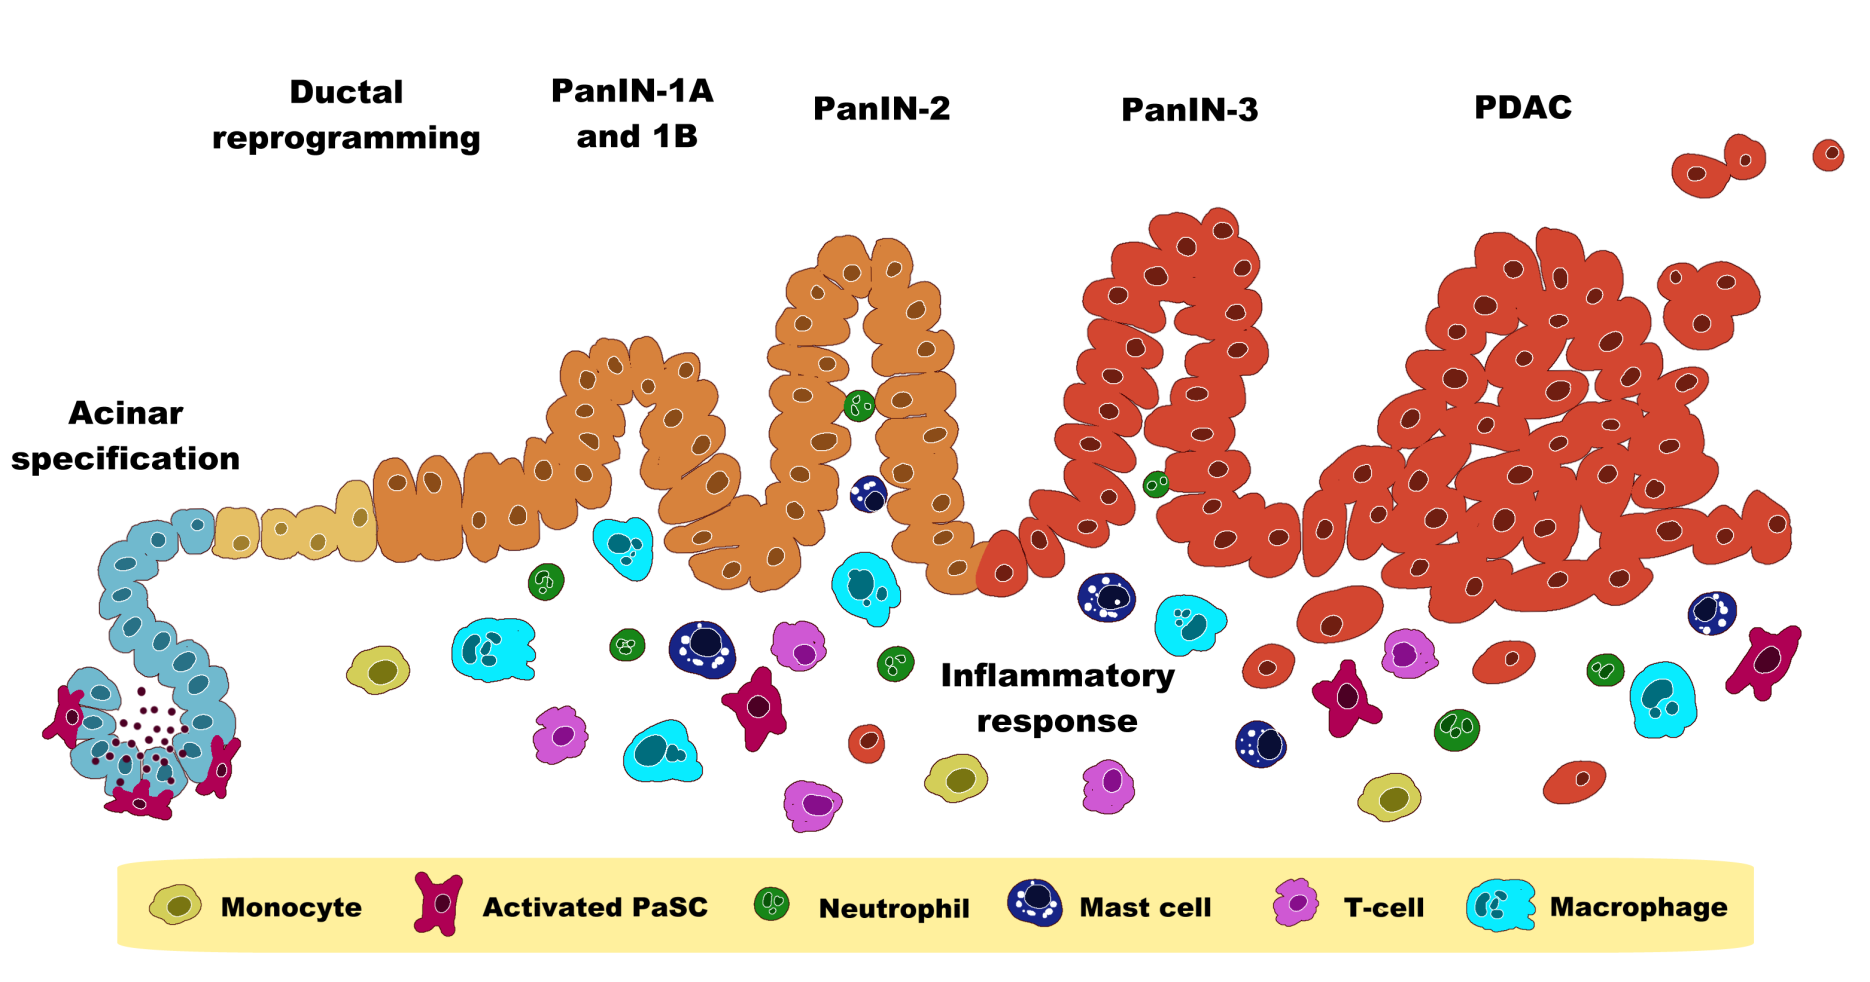 Ductal
reprogramming
PanIN-1A
and 1B
PanIN-2
PanIN-3
PDAC
Acinar
specification
Inflammatory
response
Monocyte
Activated PaSC
Neutrophil
Mast cell
T-cell
Macrophage